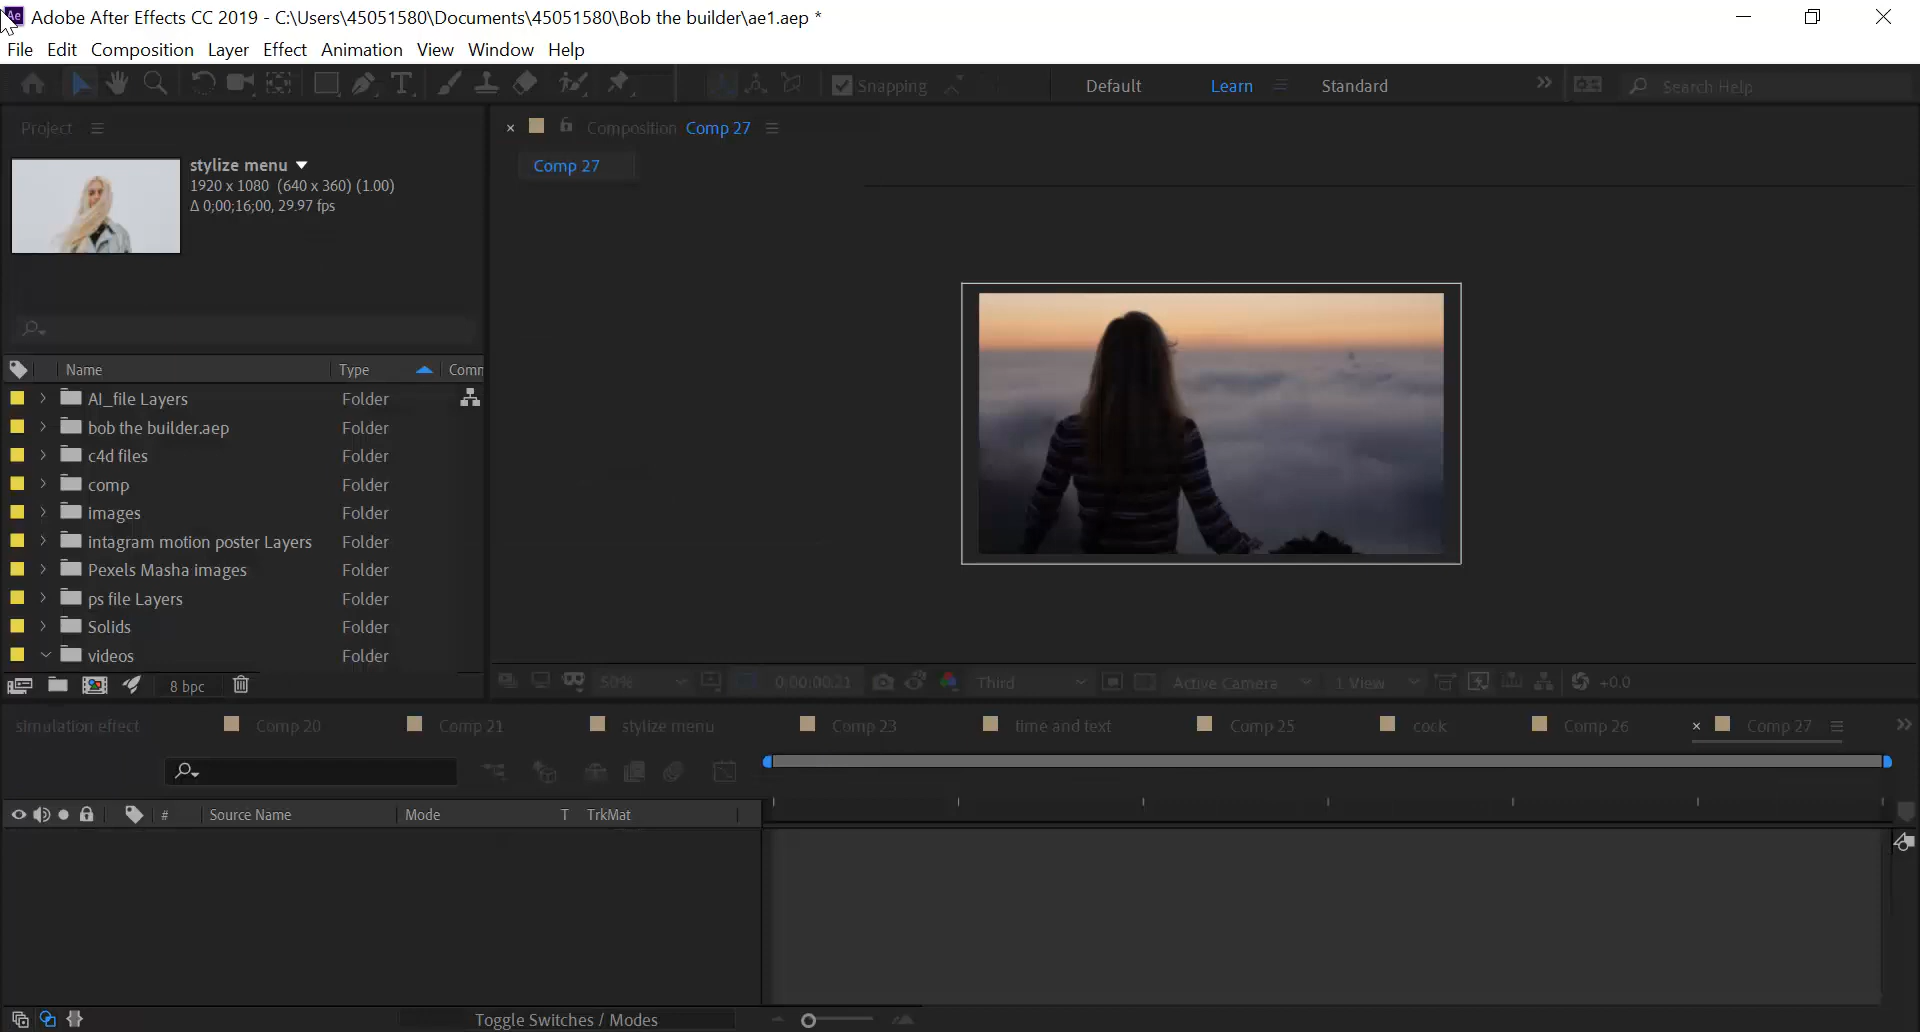 Adobe After Effects CC 2019 - C:\Users\45051580\Documents\45051580\Bob the builder\ae1.aep *
File Edit Composition Layer Effect Animation View Window Help
Snapping Default Learn Standard Search Help
Project
Composition Comp 27
Comp 27
stylize menu
1920 x 1080 (640 x 360) (1.00)
Δ 0;00;16;00, 29.97 fps
Name Type Comm
AI_file Layers Folder
bob the builder.aep Folder
c4d files Folder
comp Folder
images Folder
intagram motion poster Layers Folder
Pexels Masha images Folder
ps file Layers Folder
Solids Folder
videos Folder
8 bpc
50% 0:00:00:21 Third Active Camera 1 View +0.0
simulation effect Comp 20 Comp 21 stylize menu Comp 23 time and text Comp 25 cock Comp 26 Comp 27
# Source Name Mode T TrkMat
Toggle Switches / Modes